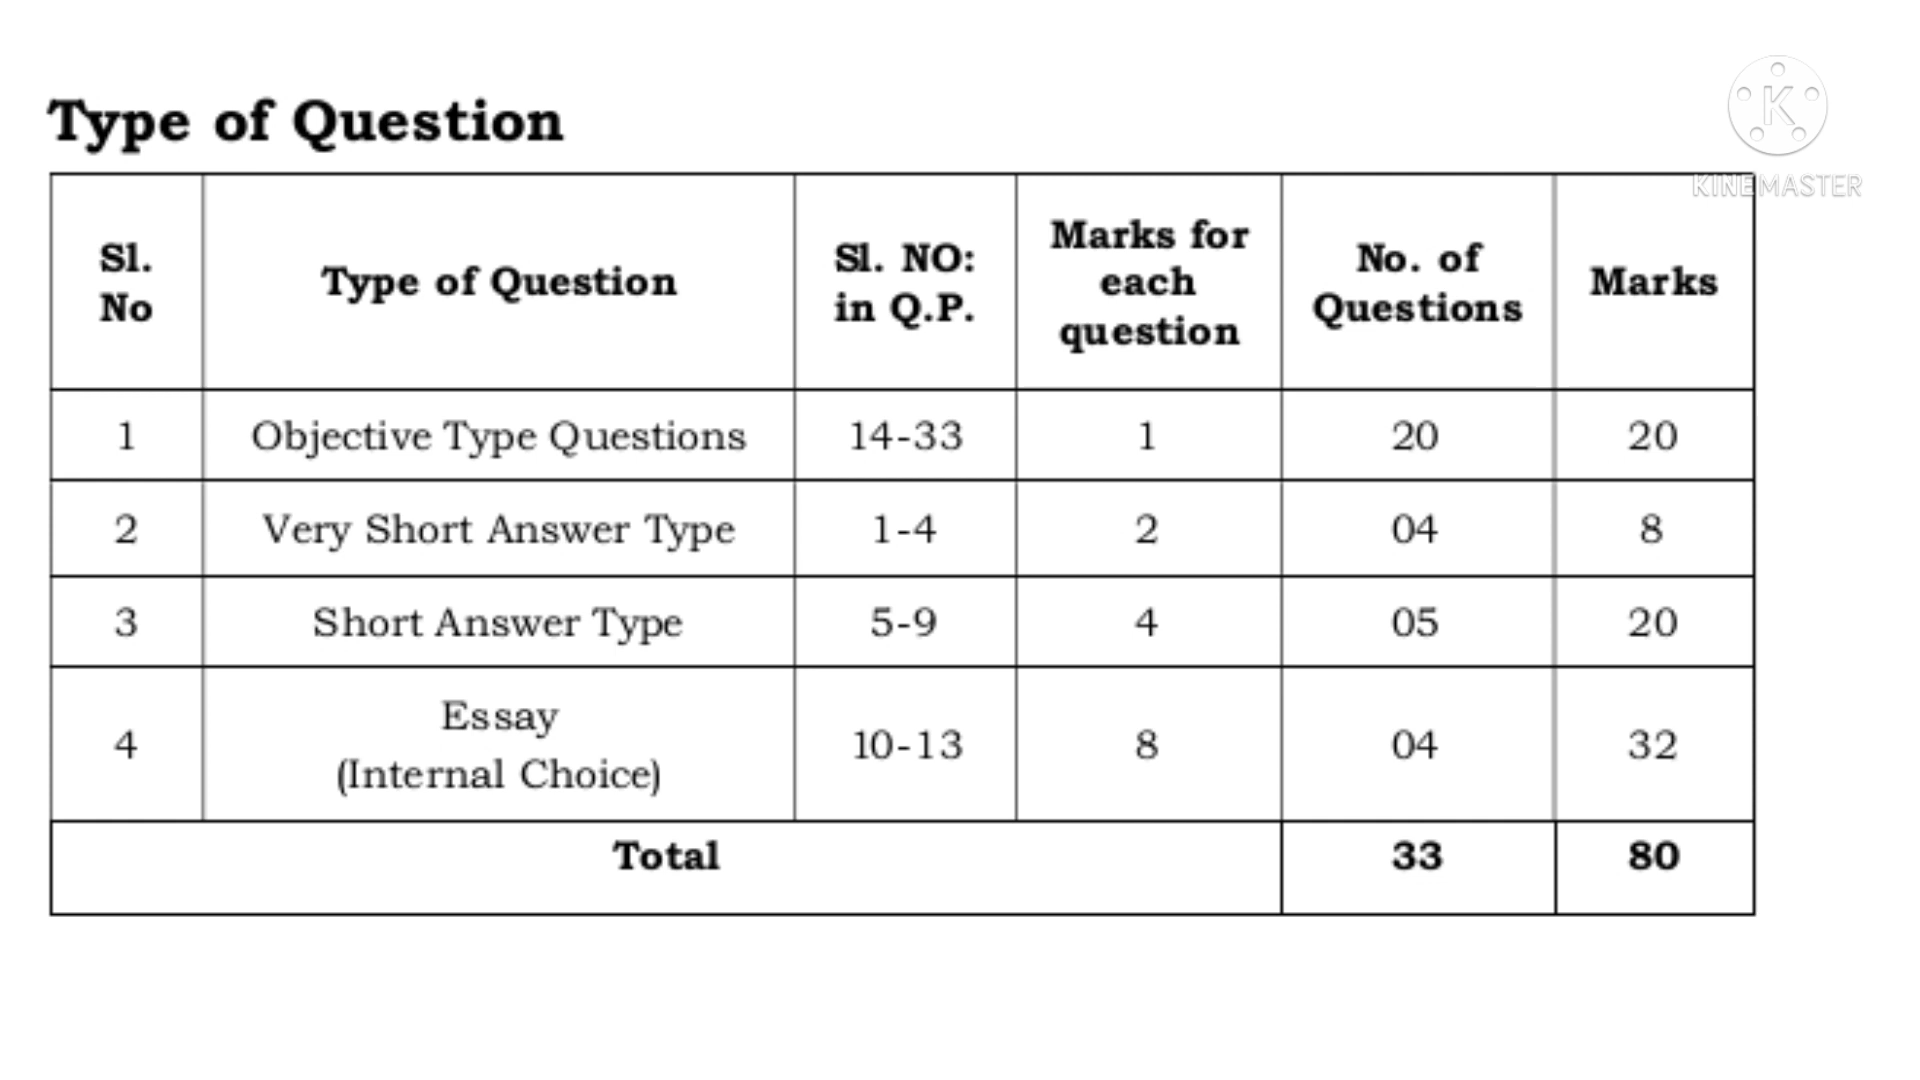 K
KINEMASTER
Type of Question
Sl. No | Type of Question | Sl. NO: in Q.P. | Marks for each question | No. of Questions | Marks
1 | Objective Type Questions | 14-33 | 1 | 20 | 20
2 | Very Short Answer Type | 1-4 | 2 | 04 | 8
3 | Short Answer Type | 5-9 | 4 | 05 | 20
4 | Essay (Internal Choice) | 10-13 | 8 | 04 | 32
Total | 33 | 80